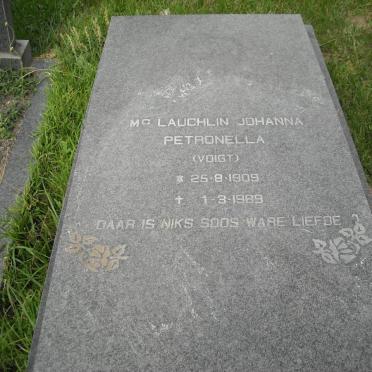 Mc LAUCHLIN JOHANNA
PETRONELLA
(VOIGT)
* 25-8-1909
† 1-3-1989
DAAR IS NIKS SOOS WARE LIEFDE